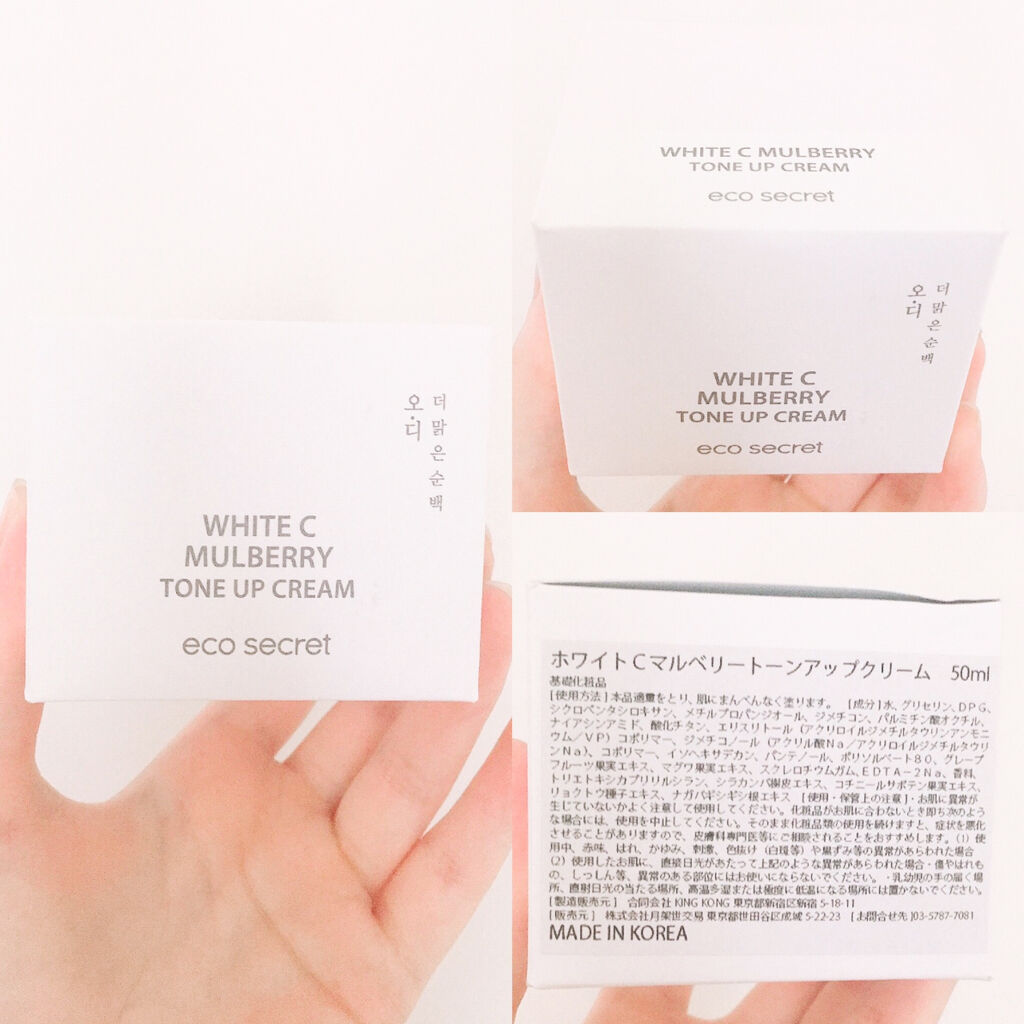 오디
더맑은순백
WHITE C
MULBERRY
TONE UP CREAM
eco secret
WHITE C MULBERRY
TONE UP CREAM
eco secret
오디
더맑은순백
WHITE C
MULBERRY
TONE UP CREAM
eco secret
ホワイトCマルベリートーンアップクリーム 50ml
基礎化粧品
[使用方法]本品適量をとり、肌にまんべんなく塗ります。 [成分]水、グリセリン、DPG、
シクロペンタシロキサン、メチルプロパンジオール、ジメチコン、パルミチン酸オクチル、
ナイアシンアミド、酸化チタン、エリスリトール（アクリロイルジメチルタウリンアンモニ
ウム／VP）コポリマー、ジメチコノール（アクリル酸Na／アクリロイルジメチルタウリ
ンNa）、コポリマー、イソヘキサデカン、パンテノール、ポリソルベート80、グレープ
フルーツ果実エキス、マグワ果実エキス、スクレロチウムガム、EDTA－2Na、香料、
トリエトキシカプリリルシラン、シラカンバ樹皮エキス、コチニールサボテン果実エキス、
リョクトウ種子エキス、ナガバギシギシ根エキス [使用・保管上の注意]・お肌に異常が
生じていないかよく注意して使用してください。化粧品がお肌に合わないとき即ち次のよう
な場合には、使用を中止してください。そのまま化粧品類の使用を続けますと、症状を悪化
させることがありますので、皮膚科専門医等にご相談されることをおすすめします。（1）使
用中、赤味、はれ、かゆみ、刺激、色抜け（白斑等）や黒ずみ等の異常があらわれた場合
（2）使用したお肌に、直接日光があたって上記のような異常があらわれた場合・傷やはれも
の、しっしん等、異常のある部位にはお使いにならないでください。・乳幼児の手の届く場
所、直射日光の当たる場所、高温多湿または極度に低温になる場所には置かないでください。
[製造販売元] 合同会社 KING KONG 東京都新宿区新宿 5-18-11
[販売元] 株式会社月架世交易 東京都世田谷区成城 5-22-23 [お問合せ先]03-5787-7081
MADE IN KOREA